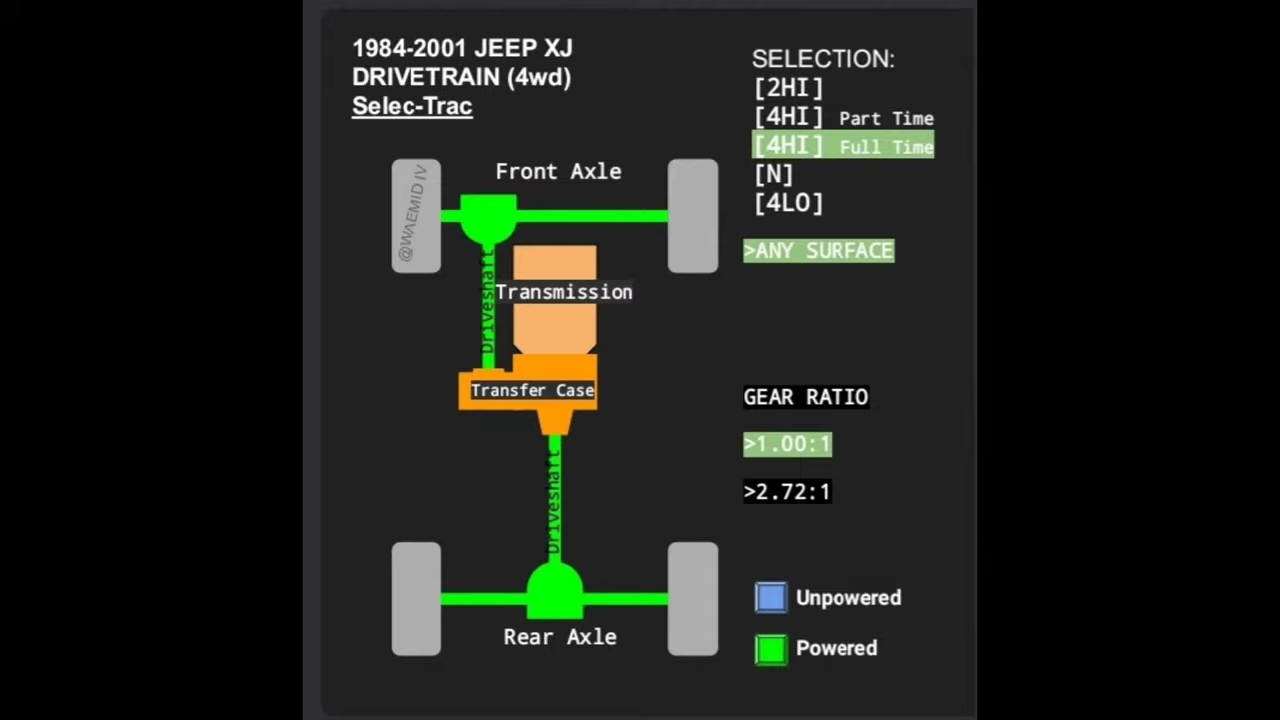 1984-2001 JEEP XJ
DRIVETRAIN (4wd)
Selec-Trac
SELECTION:
[2HI]
[4HI] Part Time
[4HI] Full Time
[N]
[4LO]
>ANY SURFACE
Front Axle
@WAEMID IV
Driveshaft
Transmission
Transfer Case
Driveshaft
Rear Axle
GEAR RATIO
>1.00:1
>2.72:1
Unpowered
Powered